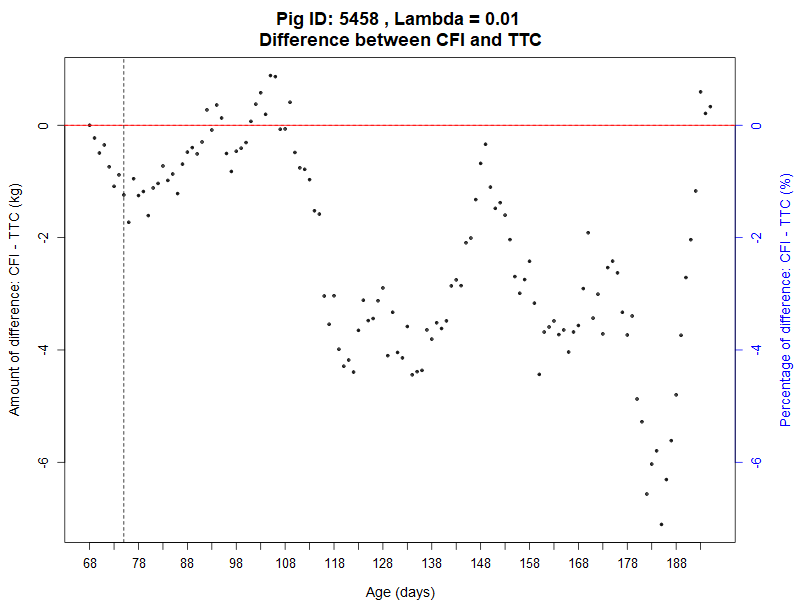 Pig ID: 5458 , Lambda = 0.01
Difference between CFI and TTC
Amount of difference: CFI - TTC (kg)
0
-2
-4
-6
0
-2
-4
-6
Percentage of difference: CFI - TTC (%)
68 78 88 98 108 118 128 138 148 158 168 178 188
Age (days)